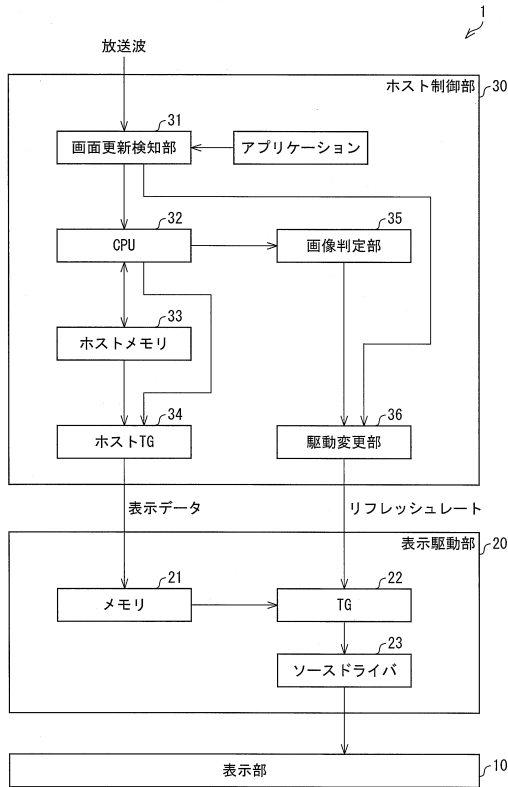 1
放送波
ホスト制御部
30
31
画面更新検知部
アプリケーション
32
CPU
35
画像判定部
33
ホストメモリ
34
ホストTG
36
駆動変更部
表示データ
リフレッシュレート
表示駆動部
20
21
メモリ
22
TG
23
ソースドライバ
表示部
10